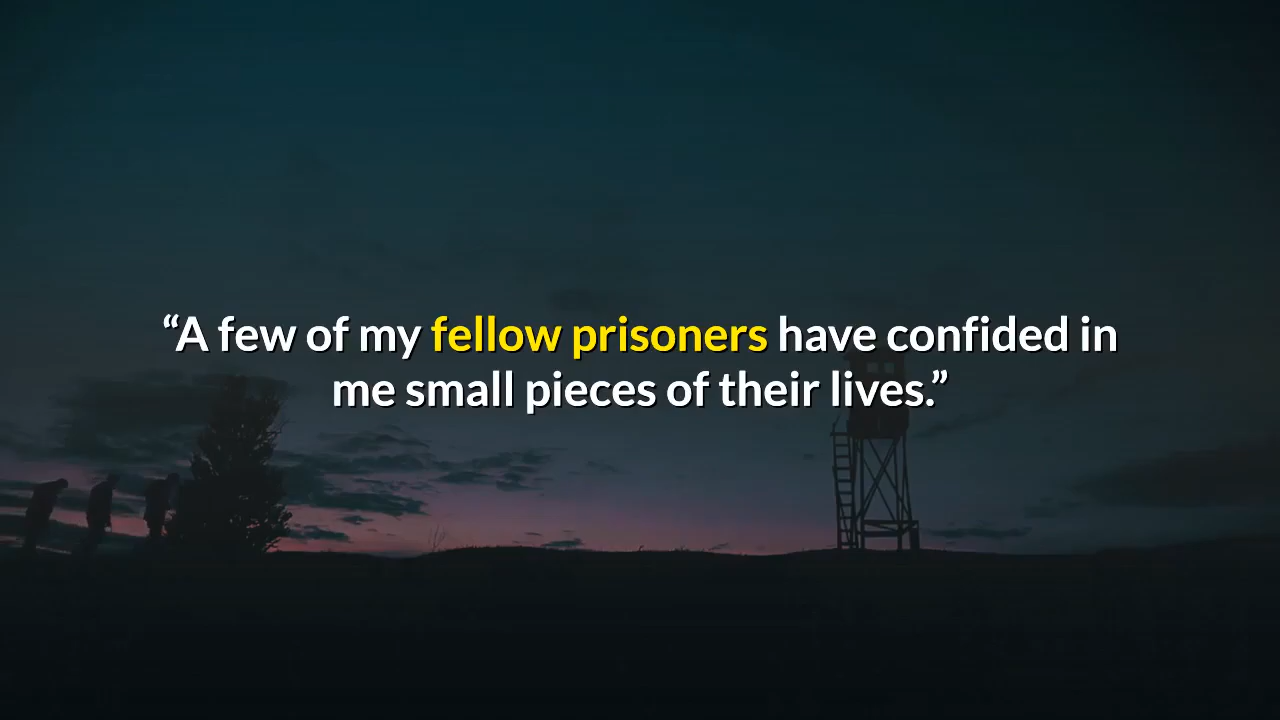 “A few of my fellow prisoners have confided in
me small pieces of their lives.”